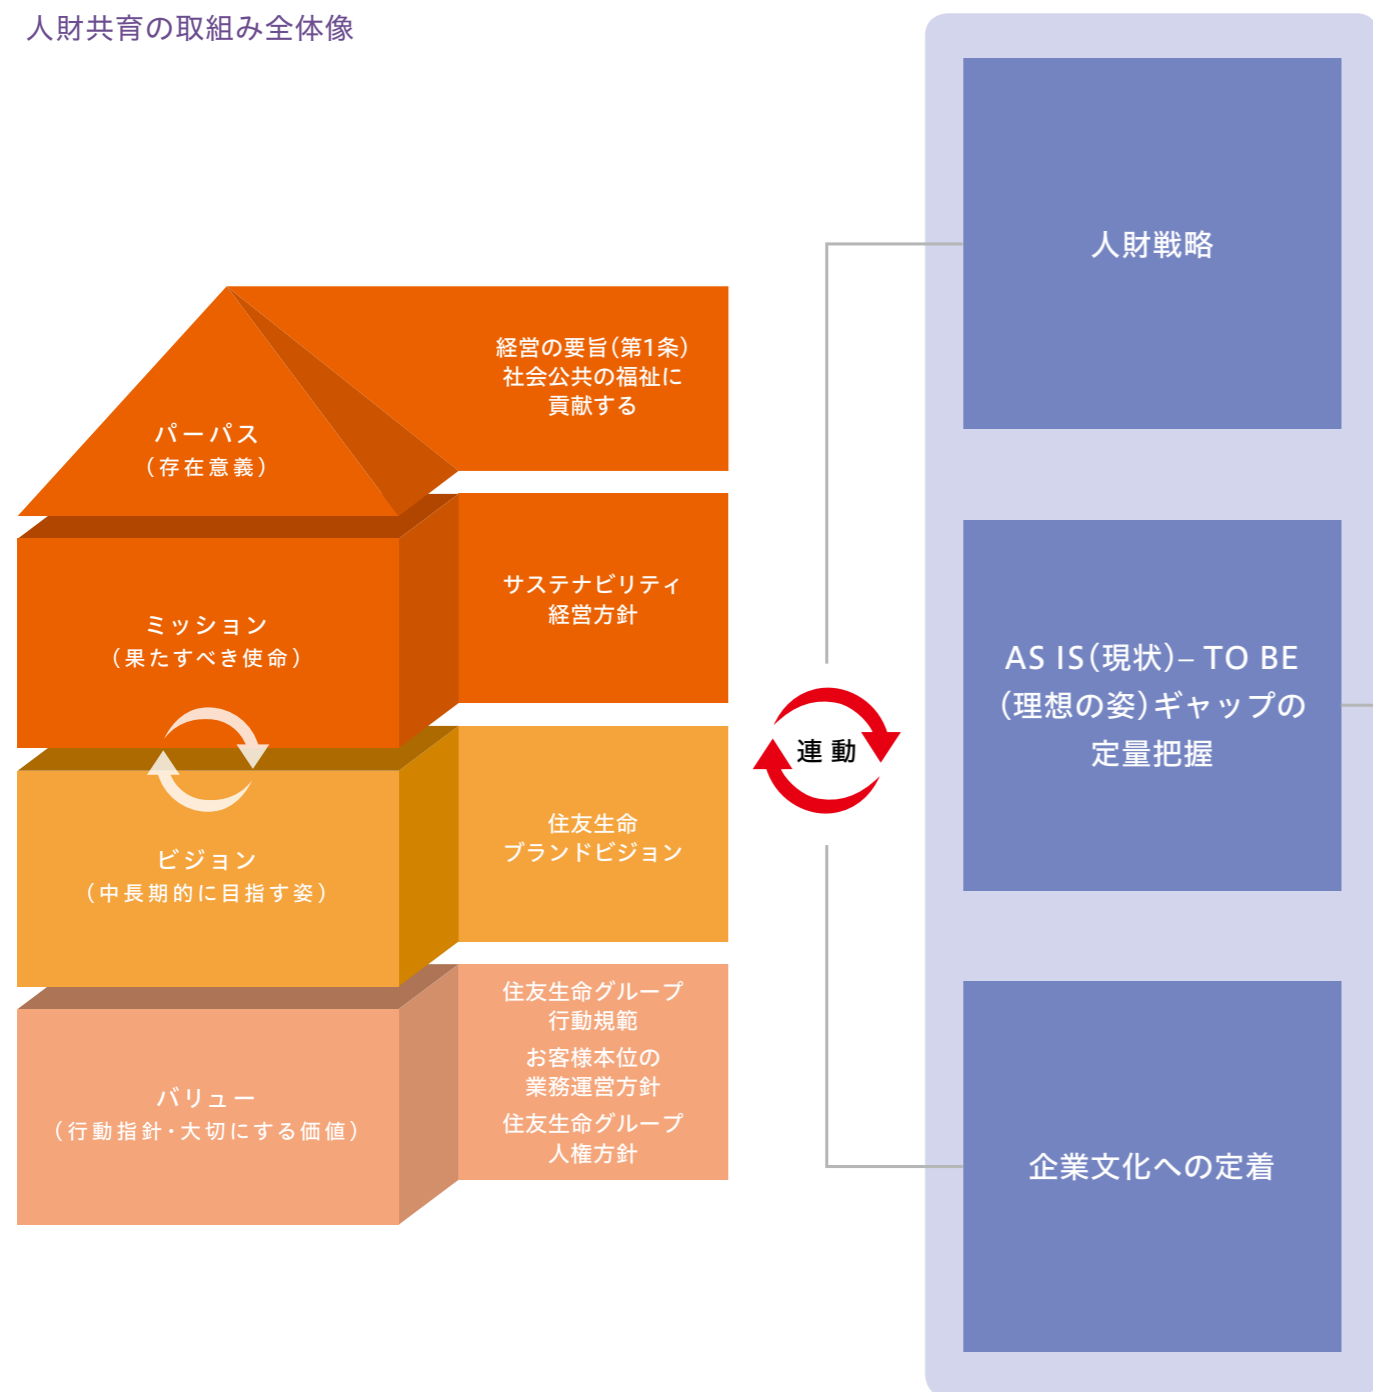 人財共育の取組み全体像
パーパス
（存在意義）
経営の要旨（第1条）
社会公共の福祉に
貢献する
ミッション
（果たすべき使命）
サステナビリティ
経営方針
ビジョン
（中長期的に目指す姿）
住友生命
ブランドビジョン
バリュー
（行動指針・大切にする価値）
住友生命グループ
行動規範
お客様本位の
業務運営方針
住友生命グループ
人権方針
連動
人財戦略
AS IS（現状）– TO BE
（理想の姿）ギャップの
定量把握
企業文化への定着